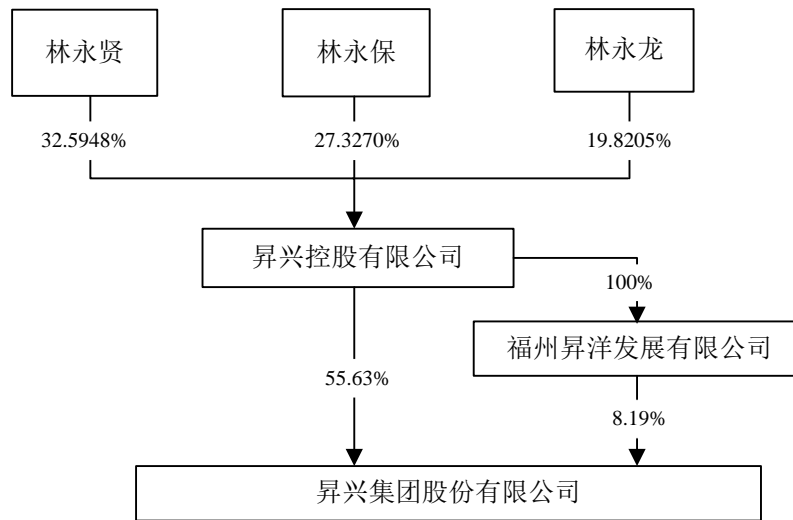 林永贤
林永保
林永龙
32.5948%
27.3270%
19.8205%
昇兴控股有限公司
100%
福州昇洋发展有限公司
55.63%
8.19%
昇兴集团股份有限公司